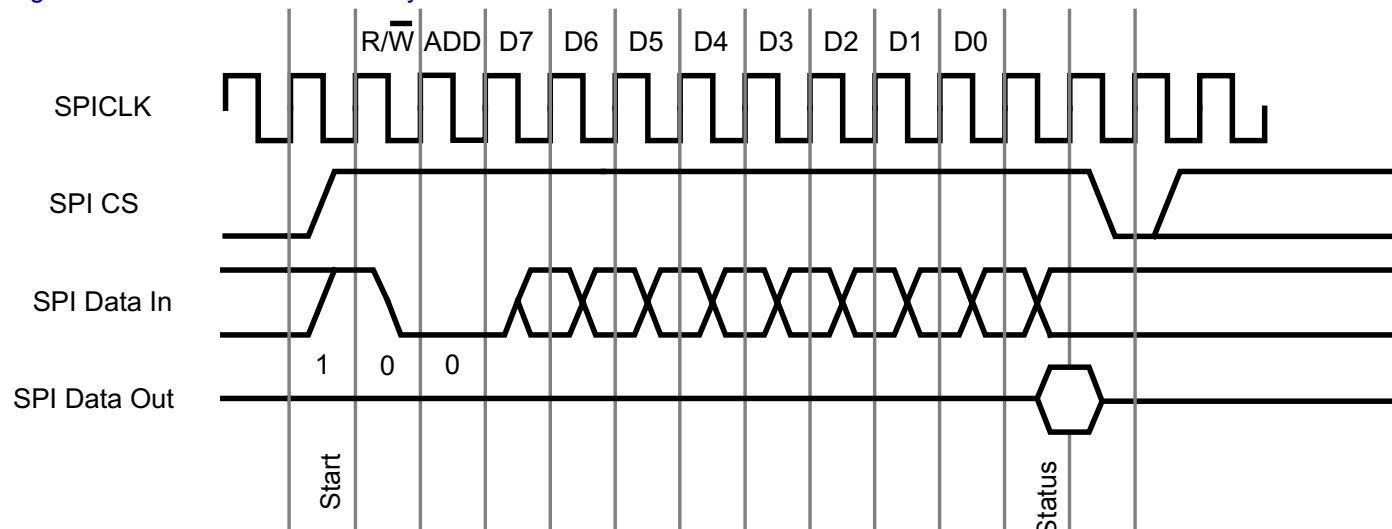 R/W ADD D7 D6 D5 D4 D3 D2 D1 D0
SPICLK
SPI CS
SPI Data In
1 0 0
SPI Data Out
Start
Status